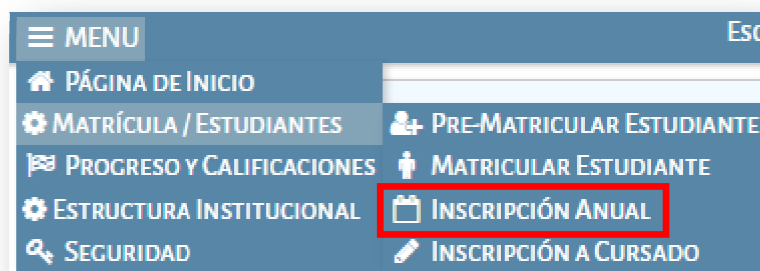 MENU
Esc
Página de Inicio
Matrícula / Estudiantes
Pre-Matricular Estudiante
Progreso y Calificaciones
Matricular Estudiante
Estructura Institucional
Inscripción Anual
Seguridad
Inscripción a Cursado